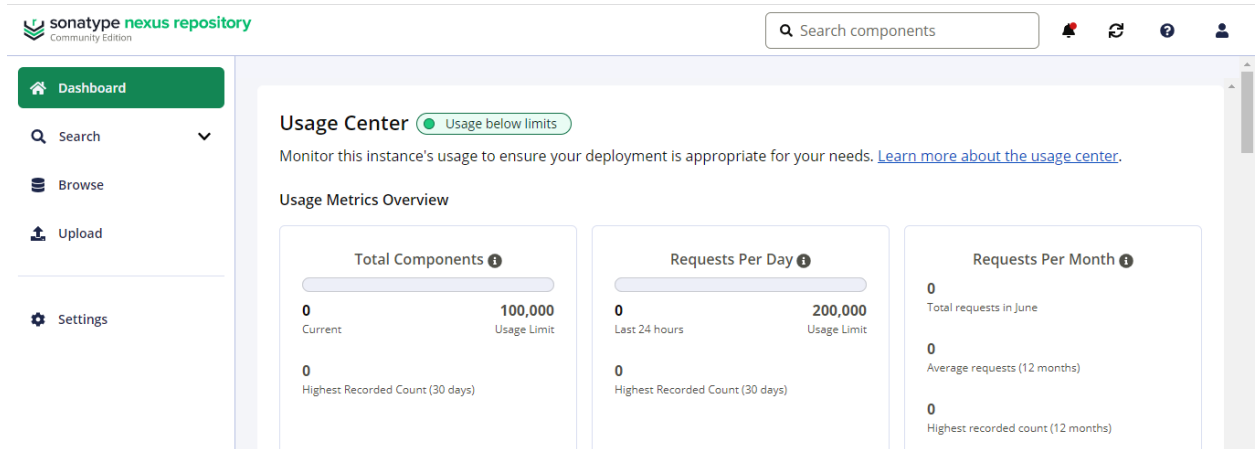 sonatype nexus repository
Community Edition
Search components
Dashboard
Search
Browse
Upload
Settings
Usage Center Usage below limits
Monitor this instance's usage to ensure your deployment is appropriate for your needs. Learn more about the usage center.
Usage Metrics Overview
Total Components
0 100,000
Current Usage Limit
0
Highest Recorded Count (30 days)
Requests Per Day
0 200,000
Last 24 hours Usage Limit
0
Highest Recorded Count (30 days)
Requests Per Month
0
Total requests in June
0
Average requests (12 months)
0
Highest recorded count (12 months)